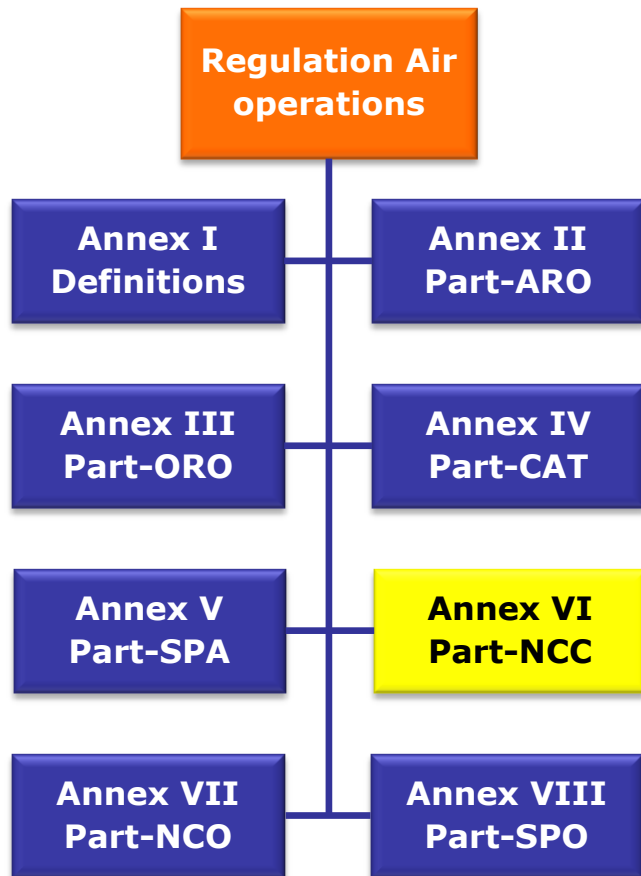 Regulation Air
operations
Annex I
Definitions
Annex II
Part-ARO
Annex III
Part-ORO
Annex IV
Part-CAT
Annex V
Part-SPA
Annex VI
Part-NCC
Annex VII
Part-NCO
Annex VIII
Part-SPO